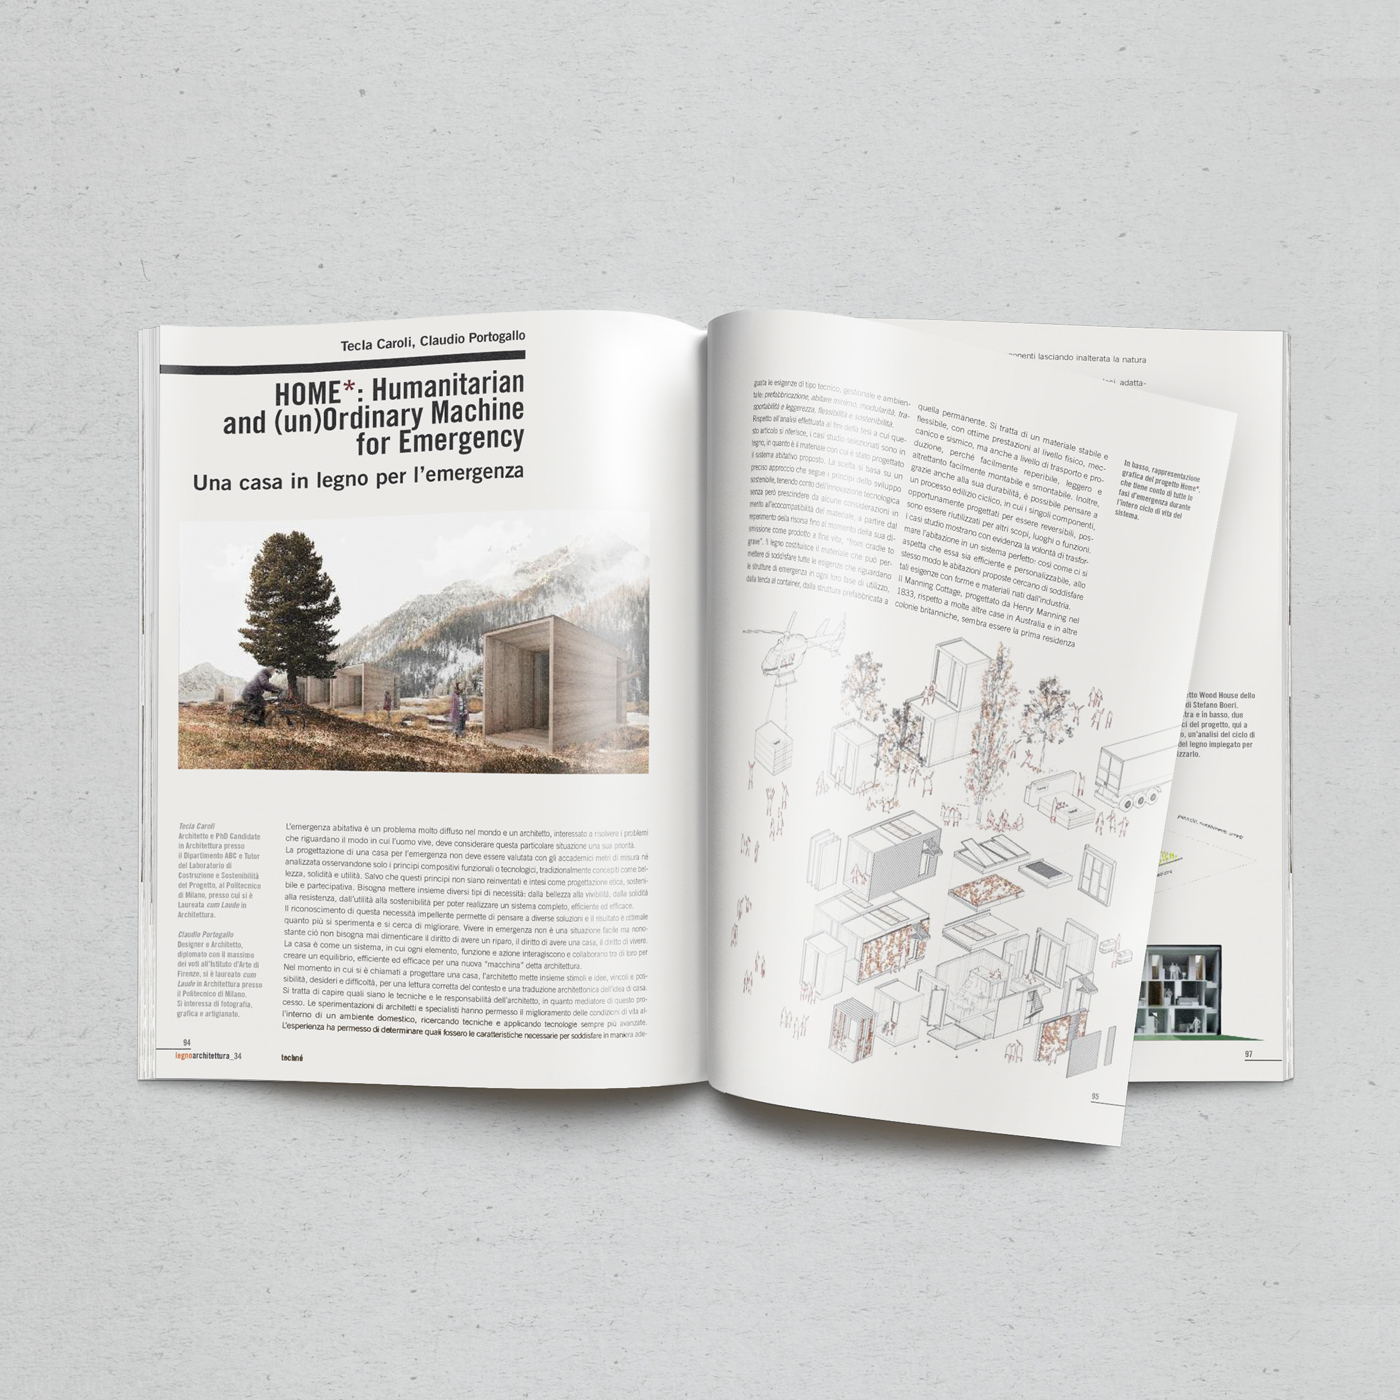 Tecla Caroli, Claudio Portogallo
HOME*: Humanitarian
and (un)Ordinary Machine
for Emergency
Una casa in legno per l'emergenza
Tecla Caroli
Architetto e PhD Candidate
in Architettura presso
il Dipartimento ABC e Tutor
del Laboratorio di
Costruzione e Sostenibilità
del Progetto, al Politecnico
di Milano, presso cui si è
Laureata cum Laude in
Architettura.
Claudio Portogallo
Designer e Architetto,
diplomato con il massimo
dei voti all'Istituto d'Arte di
Firenze, si è laureato cum
Laude in Architettura presso
il Politecnico di Milano.
Si interessa di fotografia,
grafica e artigianato.
L'emergenza abitativa è un problema molto diffuso nel mondo e un architetto, interessato a risolvere i problemi
che riguardano il modo in cui l'uomo vive, deve considerare questa particolare situazione una sua priorità.
La progettazione di una casa per l'emergenza non deve essere valutata con gli accademici metri di misura né
analizzata osservandone solo i principi compositivi funzionali o tecnologici, tradizionalmente concepiti come bel-
lezza, solidità e utilità. Salvo che questi principi non siano reinventati e intesi come progettazione etica, sosteni-
bile e partecipativa. Bisogna mettere insieme diversi tipi di necessità: dalla bellezza alla vivibilità, dalla solidità
alla resistenza, dall'utilità alla sostenibilità per poter realizzare un sistema completo, efficiente ed efficace.
Il riconoscimento di questa necessità impellente permette di pensare a diverse soluzioni e il risultato è ottimale
quanto più si sperimenta e si cerca di migliorare. Vivere in emergenza non è una situazione facile ma nono-
stante ciò non bisogna mai dimenticare il diritto di avere un riparo, il diritto di avere una casa, il diritto di vivere.
La casa è come un sistema, in cui ogni elemento, funzione e azione interagiscono e collaborano tra di loro per
creare un equilibrio, efficiente ed efficace per una nuova "macchina" detta architettura.
Nel momento in cui si è chiamati a progettare una casa, l'architetto mette insieme stimoli e idee, vincoli e pos-
sibilità, desideri e difficoltà, per una lettura corretta del contesto e una traduzione architettonica dell'idea di casa.
Si tratta di capire quali siano le tecniche e le responsabilità dell'architetto, in quanto mediatore di questo pro-
cesso. Le sperimentazioni di architetti e specialisti hanno permesso il miglioramento delle condizioni di vita al-
l'interno di un ambiente domestico, ricercando tecniche e applicando tecnologie sempre più avanzate.
L'esperienza ha permesso di determinare quali fossero le caratteristiche necessarie per soddisfare in maniera ade-
94
legnoarchitettura_34
technè
guata le esigenze di tipo tecnico, gestionale e ambien-
tale: prefabbricazione, abitare minimo, modularità, tra-
sportabilità e leggerezza, flessibilità e sostenibilità.
Rispetto all'analisi effettuata ai fini della tesi a cui que-
sto articolo si riferisce, i casi studio selezionati sono in
legno, in quanto è il materiale con cui è stato progettato
il sistema abitativo proposto. La scelta si basa su un
preciso approccio che segue i principi dello sviluppo
sostenibile, tenendo conto dell'innovazione tecnologica
senza però prescindere da alcune considerazioni in
merito all'ecocompatibilità del materiale, a partire dal
reperimento della risorsa fino al momento della sua di-
smissione come prodotto a fine vita, "from cradle to
grave". Il legno costituisce il materiale che può per-
mettere di soddisfare tutte le esigenze che riguardano
le strutture di emergenza in ogni loro fase di utilizzo,
dalla tenda al container, dalla struttura prefabbricata a
quella permanente. Si tratta di un materiale stabile e
flessibile, con ottime prestazioni al livello fisico, mec-
canico e sismico, ma anche a livello di trasporto e pro-
duzione, perché facilmente reperibile, leggero e
altrettanto facilmente montabile e smontabile. Inoltre,
grazie anche alla sua durabilità, è possibile pensare a
un processo edilizio ciclico, in cui i singoli componenti,
opportunamente progettati per essere reversibili, pos-
sono essere riutilizzati per altri scopi, luoghi o funzioni.
I casi studio mostrano con evidenza la volontà di trasfor-
mare l'abitazione in un sistema perfetto: così come ci si
aspetta che essa sia efficiente e personalizzabile, allo
stesso modo le abitazioni proposte cercano di soddisfare
tali esigenze con forme e materiali nati dall'industria.
Il Manning Cottage, progettato da Henry Manning nel
1833, rispetto a molte altre case in Australia e in altre
colonie britanniche, sembra essere la prima residenza
In basso, rappresentazione
grafica del progetto Home*,
che tiene conto di tutte le
fasi d'emergenza durante
l'intero ciclo di vita del
sistema.
95
nenti lasciando inalterata la natura
adatta-
tto Wood House dello
di Stefano Boeri.
tra e in basso, due
ci del progetto, qui a
o, un'analisi del ciclo di
del legno impiegato per
izzarlo.
97